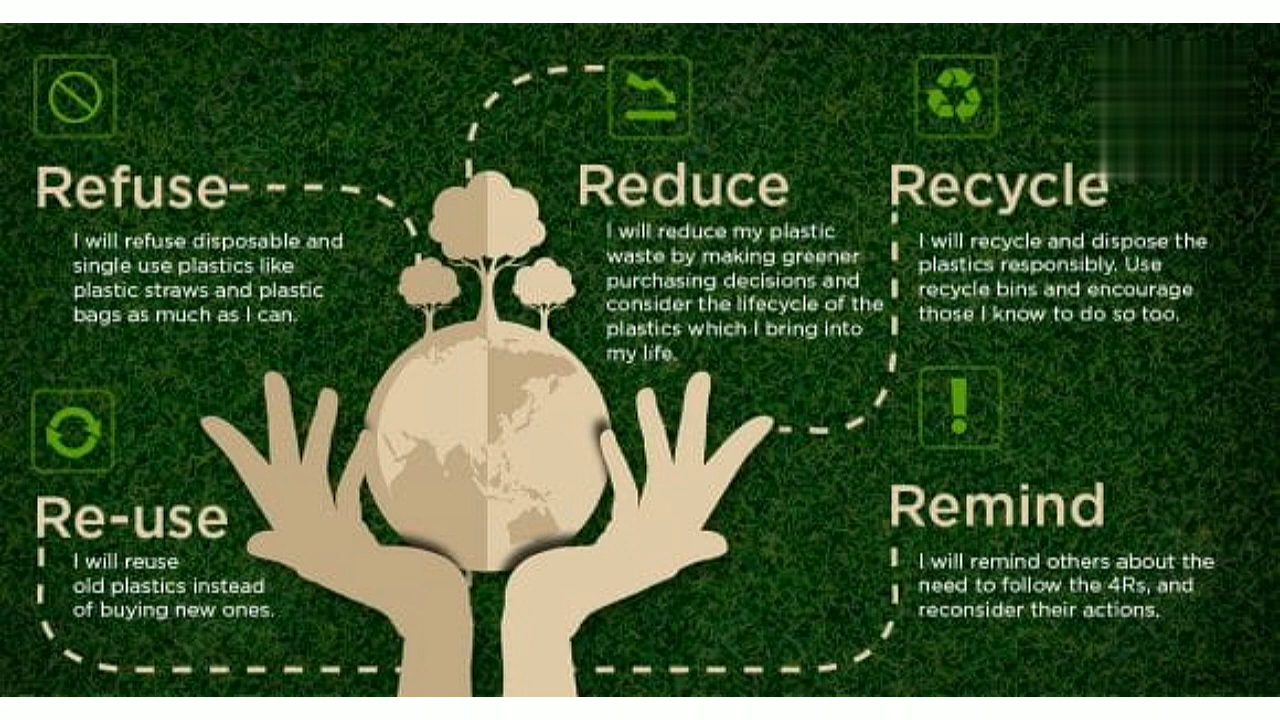 Refuse
I will refuse disposable and
single use plastics like
plastic straws and plastic
bags as much as I can.
Reduce
I will reduce my plastic
waste by making greener
purchasing decisions and
consider the lifecycle of the
plastics which I bring into
my life.
Recycle
I will recycle and dispose the
plastics responsibly. Use
recycle bins and encourage
those I know to do so too.
Re-use
I will reuse
old plastics instead
of buying new ones.
Remind
I will remind others about the
need to follow the 4Rs, and
reconsider their actions.